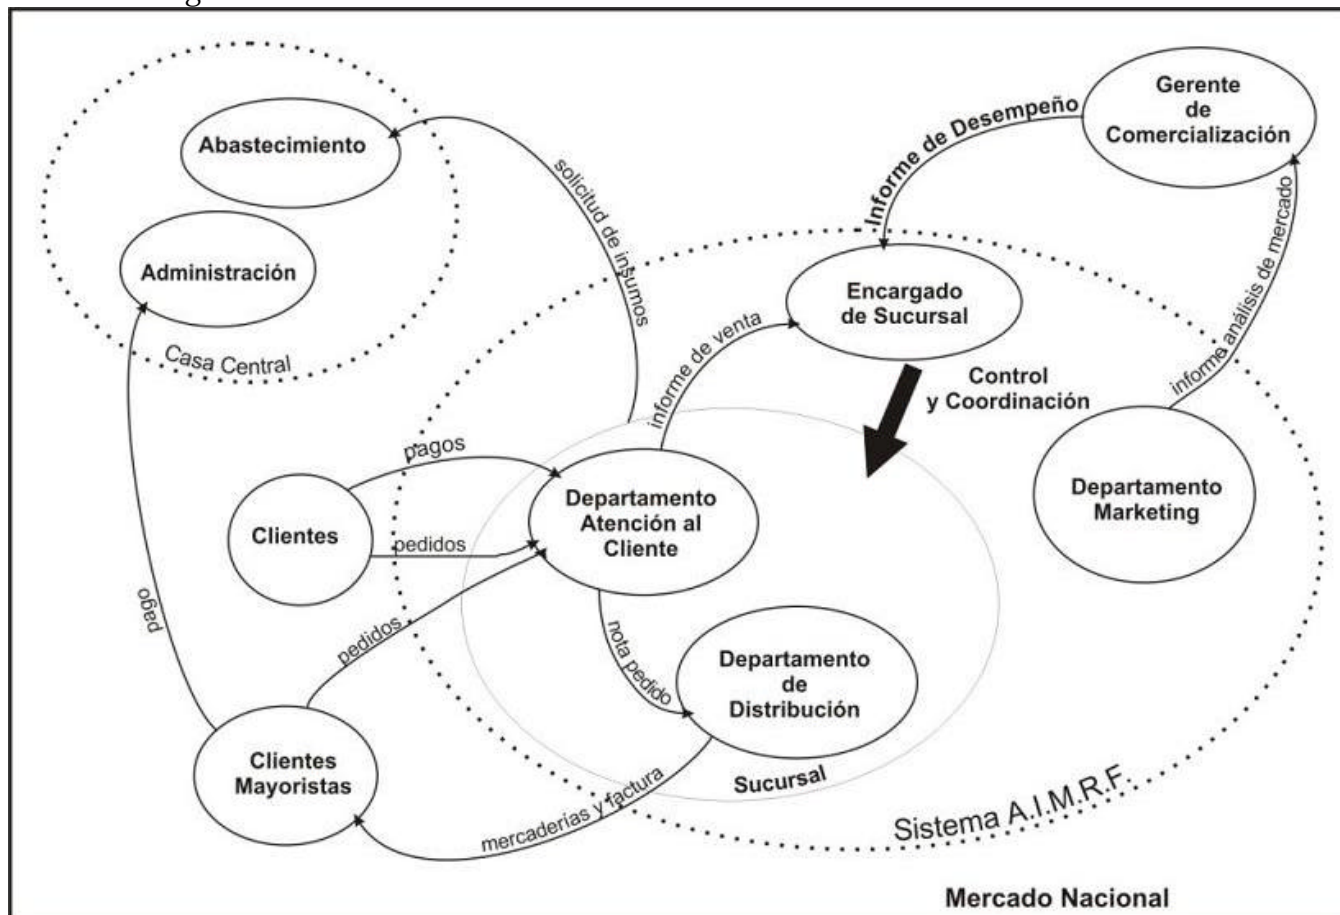 Abastecimiento
Administración
Casa Central
solicitud de insumos
Informe de Desempeño
Gerente
de
Comercialización
informe análisis de mercado
Encargado
de Sucursal
informe de venta
Control
y Coordinación
Departamento
Marketing
pagos
Clientes
pedidos
Departamento
Atención al
Cliente
pago
pedidos
nota pedido
Departamento
de
Distribución
Clientes
Mayoristas
mercaderías y factura
Sucursal
Sistema A.I.M.R.F.
Mercado Nacional